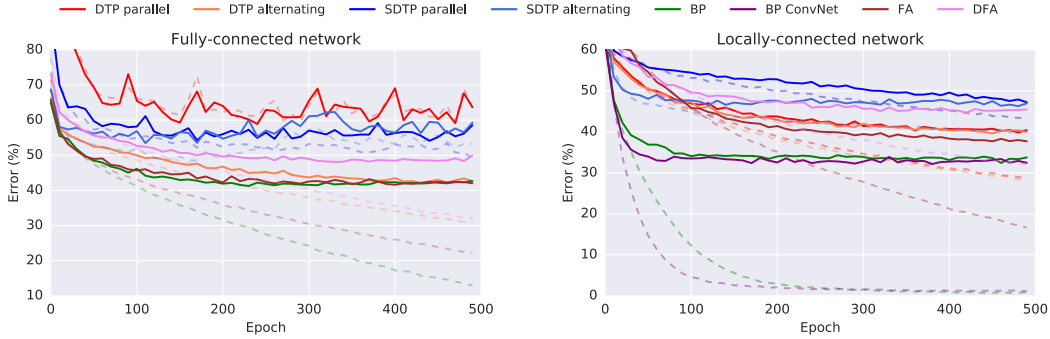 DTP parallel DTP alternating SDTP parallel SDTP alternating BP BP ConvNet FA DFA
Fully-connected network
Error (%)
80
70
60
50
40
30
20
10
0 100 200 300 400 500
Epoch
Locally-connected network
Error (%)
60
50
40
30
20
10
0
0 100 200 300 400 500
Epoch